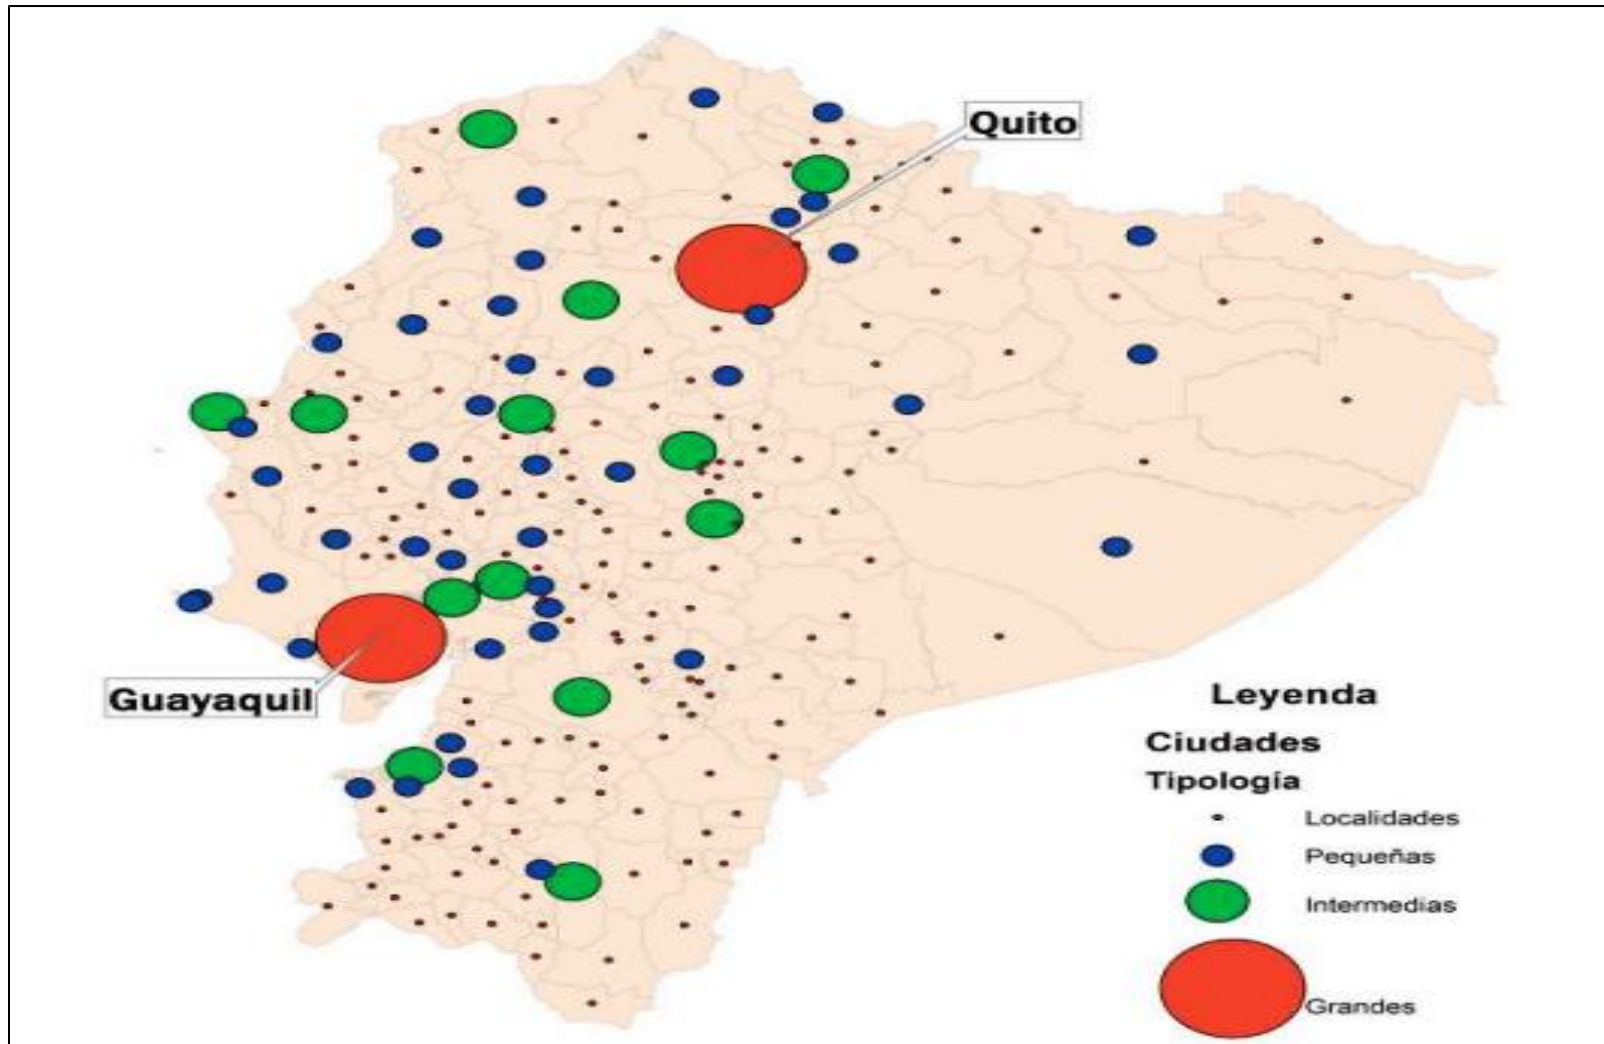 Quito
Guayaquil
Leyenda
Ciudades
Tipología
Localidades
Pequeñas
Intermedias
Grandes